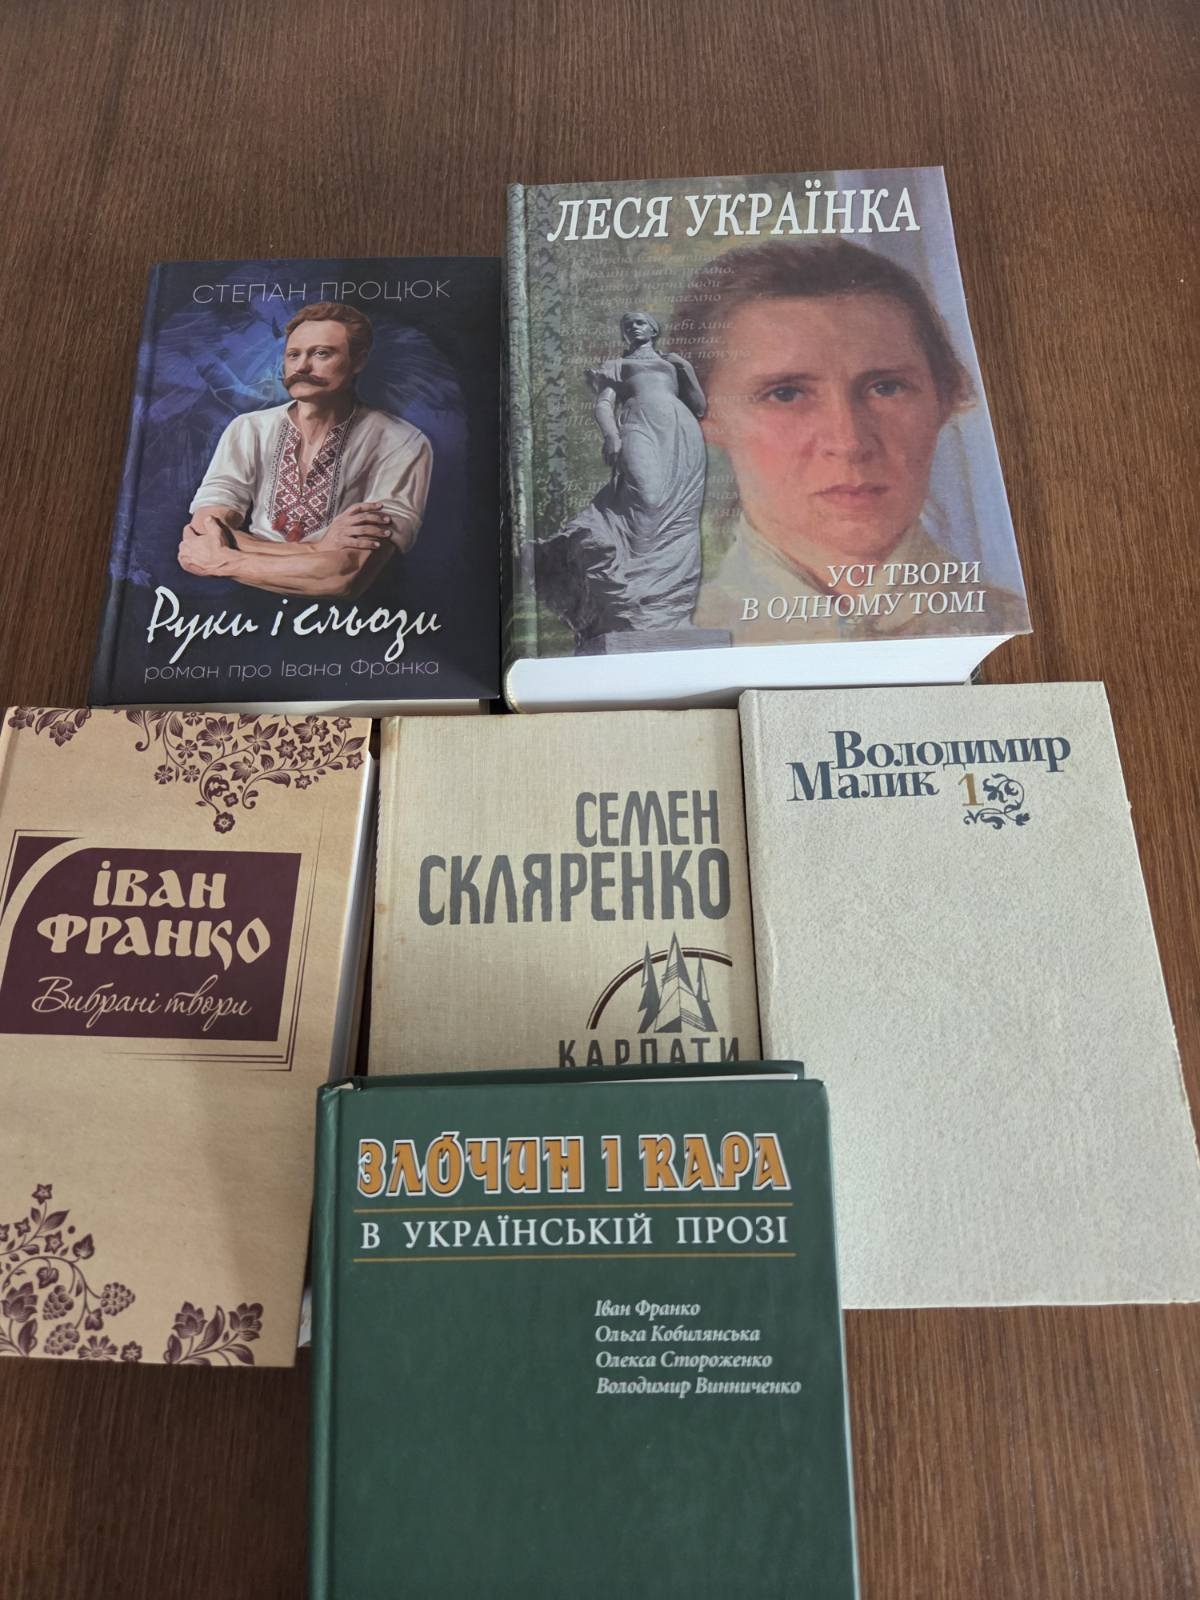 СТЕПАН ПРОЦЮК
Руки і сльози
роман про Івана Франка
ЛЕСЯ УКРАЇНКА
УСІ ТВОРИ
В ОДНОМУ ТОМІ
ІВАН
ФРАНКО
Вибрані твори
СЕМЕН
СКЛЯРЕНКО
КАРПАТИ
Володимир
Малик 1
ЗЛОЧИН І КАРА
В УКРАЇНСЬКІЙ ПРОЗІ
Іван Франко
Ольга Кобилянська
Олекса Стороженко
Володимир Винниченко